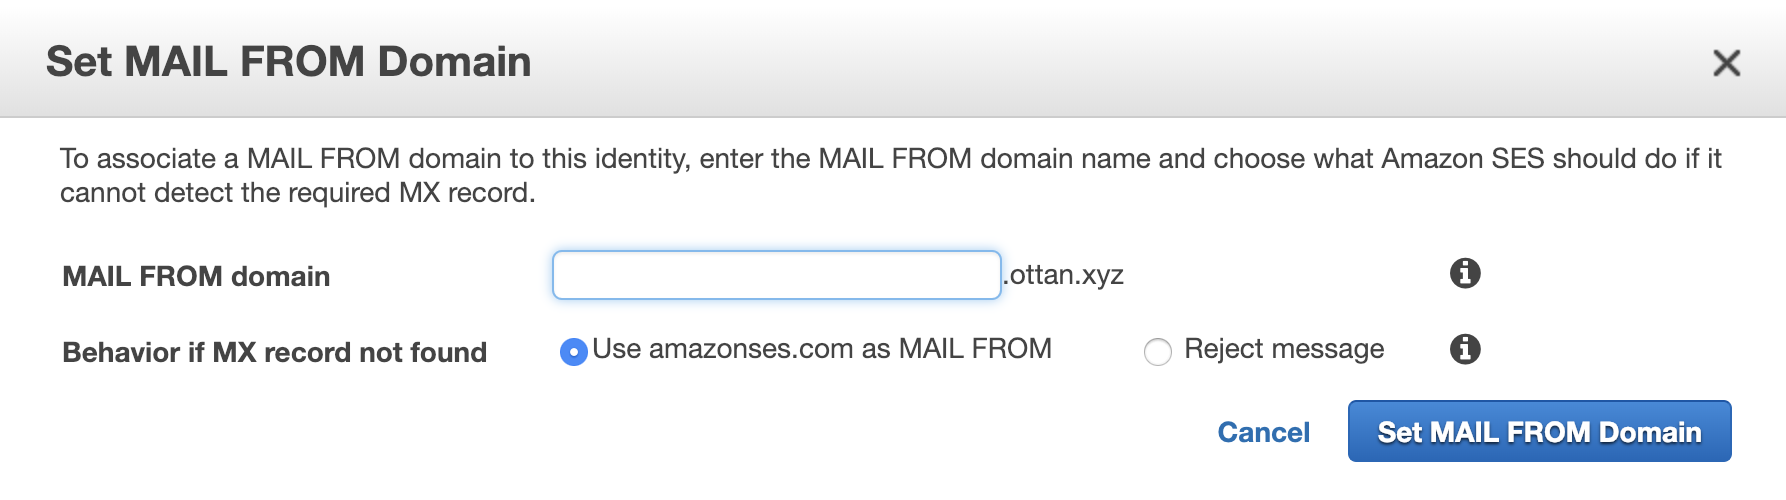 Set MAIL FROM Domain
To associate a MAIL FROM domain to this identity, enter the MAIL FROM domain name and choose what Amazon SES should do if it
cannot detect the required MX record.
MAIL FROM domain .ottan.xyz
Behavior if MX record not found Use amazonses.com as MAIL FROM Reject message
Cancel Set MAIL FROM Domain